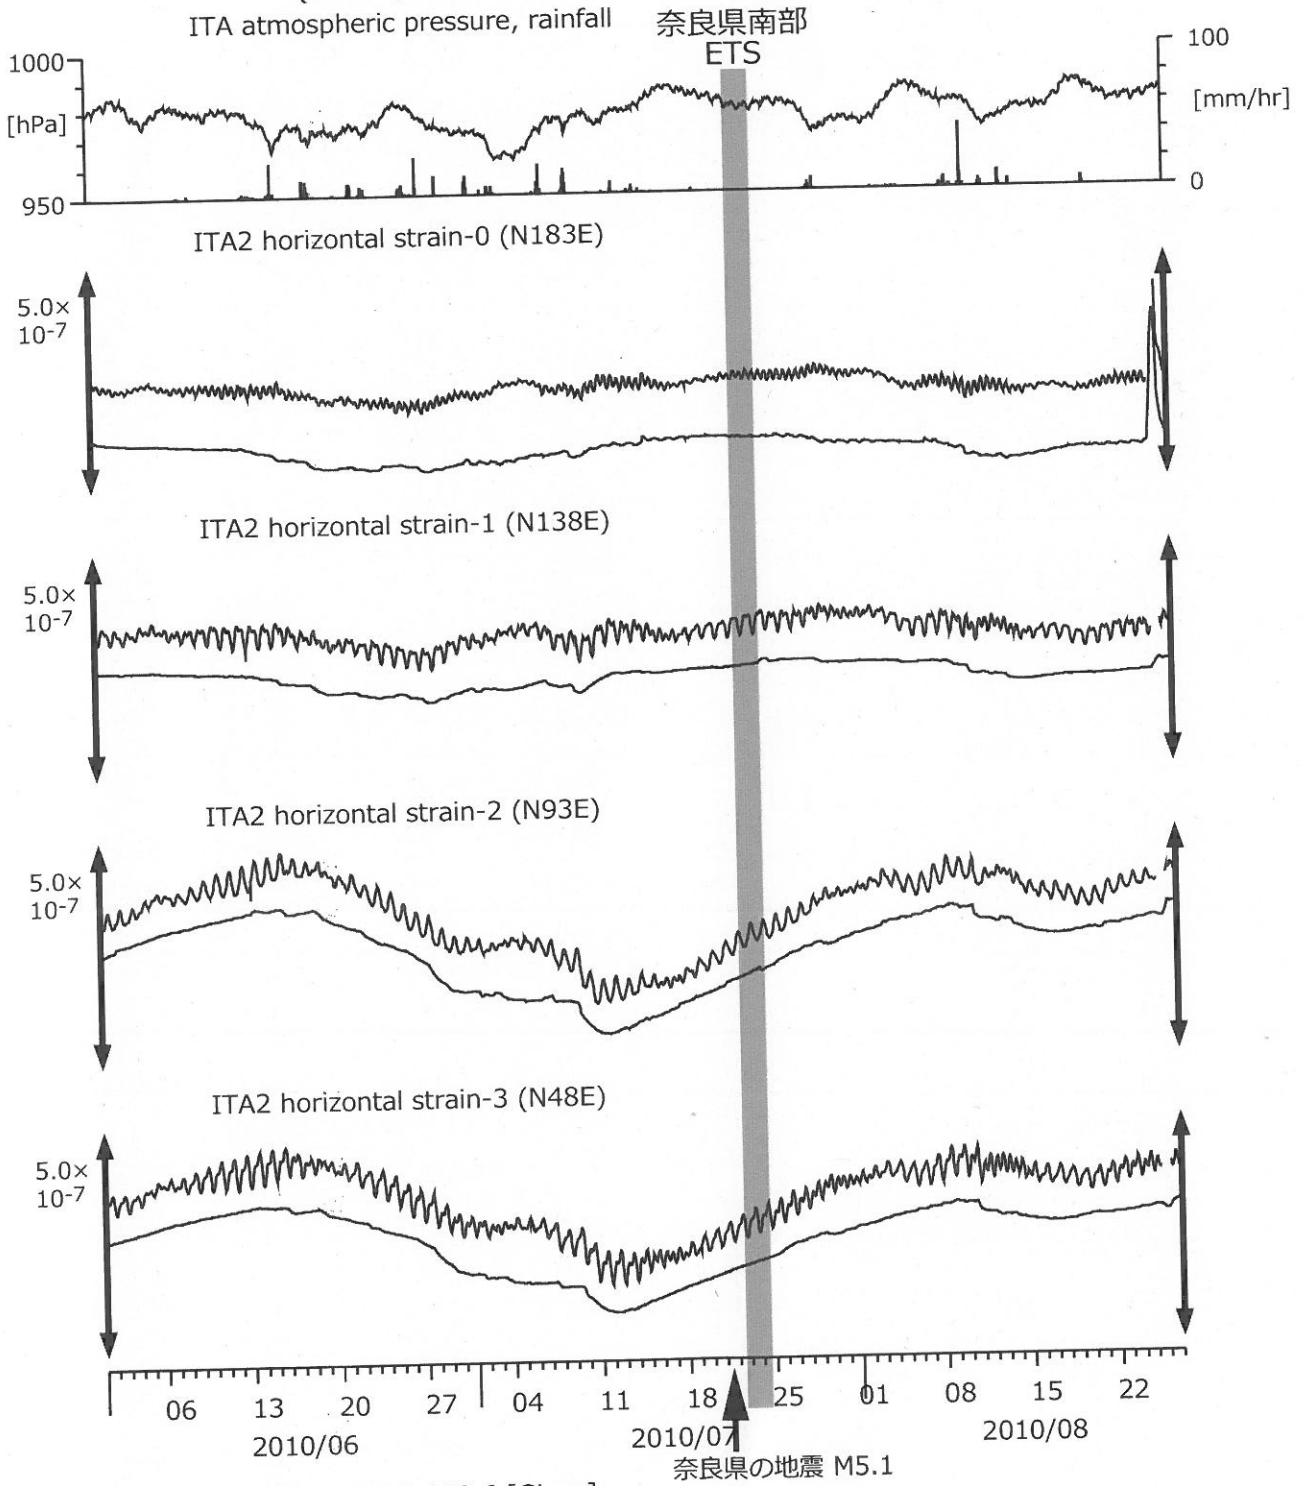 ITA atmospheric pressure, rainfall
奈良県南部
ETS
1000
[hPa]
950
100
[mm/hr]
0
ITA2 horizontal strain-0 (N183E)
5.0×
10-7
ITA2 horizontal strain-1 (N138E)
5.0×
10-7
ITA2 horizontal strain-2 (N93E)
5.0×
10-7
ITA2 horizontal strain-3 (N48E)
5.0×
10-7
06 13 20 27 04 11 18 25 01 08 15 22
2010/06 2010/07 2010/08
奈良県の地震 M5.1